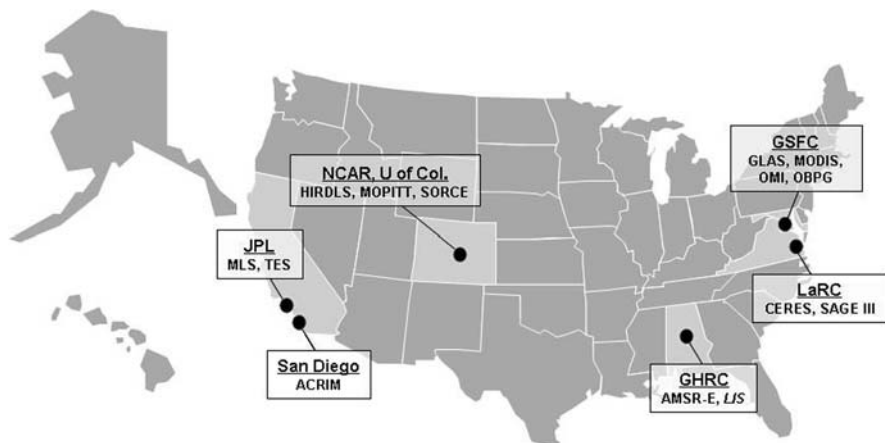 GSFC
GLAS, MODIS,
OMI, OBPG
NCAR, U of Col.
HIRDLS, MOPITT, SORCE
JPL
MLS, TES
LaRC
CERES, SAGE III
San Diego
ACRIM
GHRC
AMSR-E, LIS